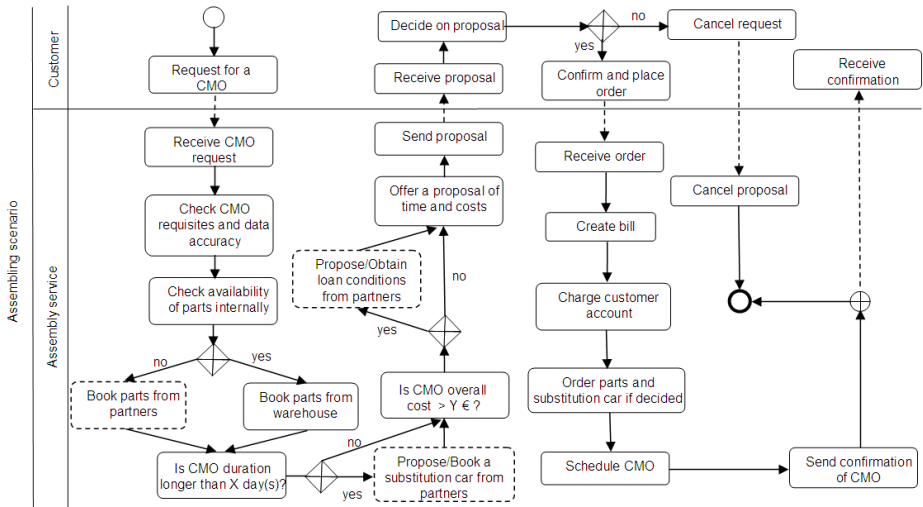 Assembling scenario
Customer
Assembly service
Request for a
CMO
Receive CMO
request
Check CMO
requisites and data
accuracy
Check availability
of parts internally
no
yes
Book parts from
partners
Book parts from
warehouse
Is CMO duration
longer than X day(s)?
no
yes
Propose/Book a
substitution car from
partners
Is CMO overall
cost > Y € ?
yes
no
Propose/Obtain
loan conditions
from partners
Offer a proposal of
time and costs
Send proposal
Receive proposal
Decide on proposal
no
yes
Cancel request
Confirm and place
order
Receive order
Create bill
Charge customer
account
Order parts and
substitution car if decided
Schedule CMO
Send confirmation
of CMO
Receive
confirmation
Cancel proposal